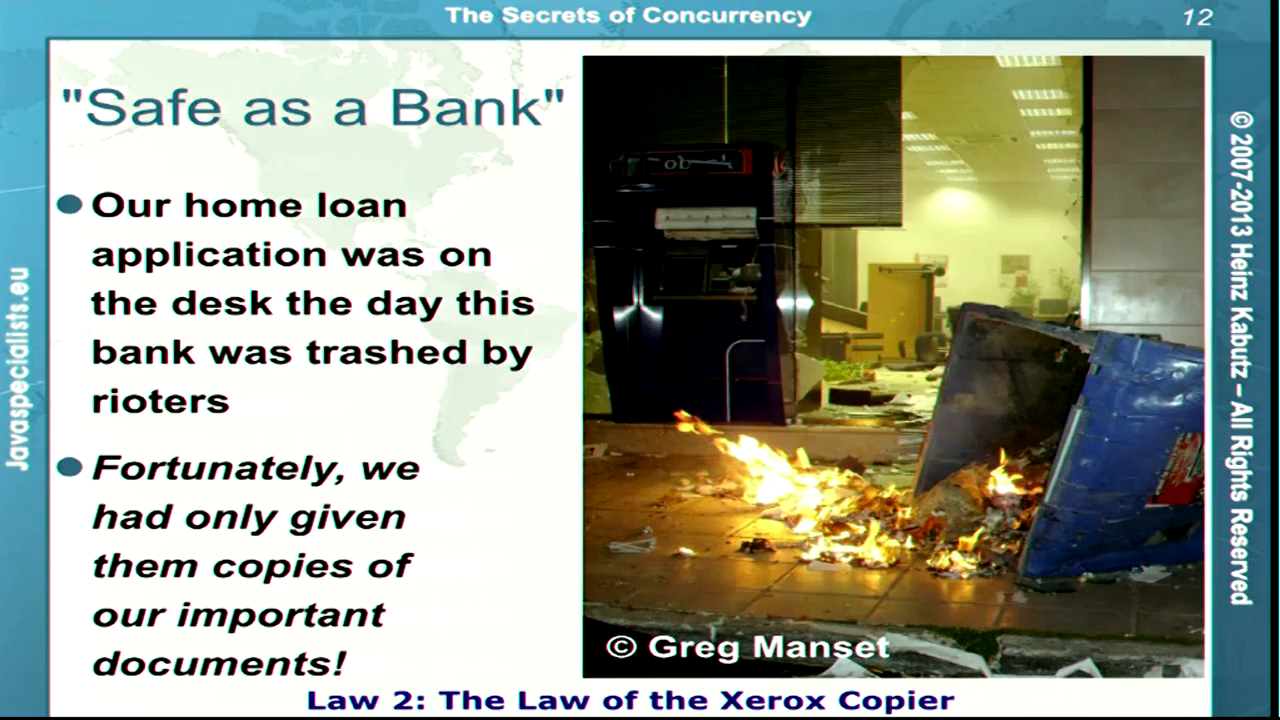 The Secrets of Concurrency
12
"Safe as a Bank"
Our home loan
application was on
the desk the day this
bank was trashed by
rioters
Fortunately, we
had only given
them copies of
our important
documents!
© Greg Manset
Law 2: The Law of the Xerox Copier
Javaspecialists.eu
© 2007-2013 Heinz Kabutz – All Rights Reserved